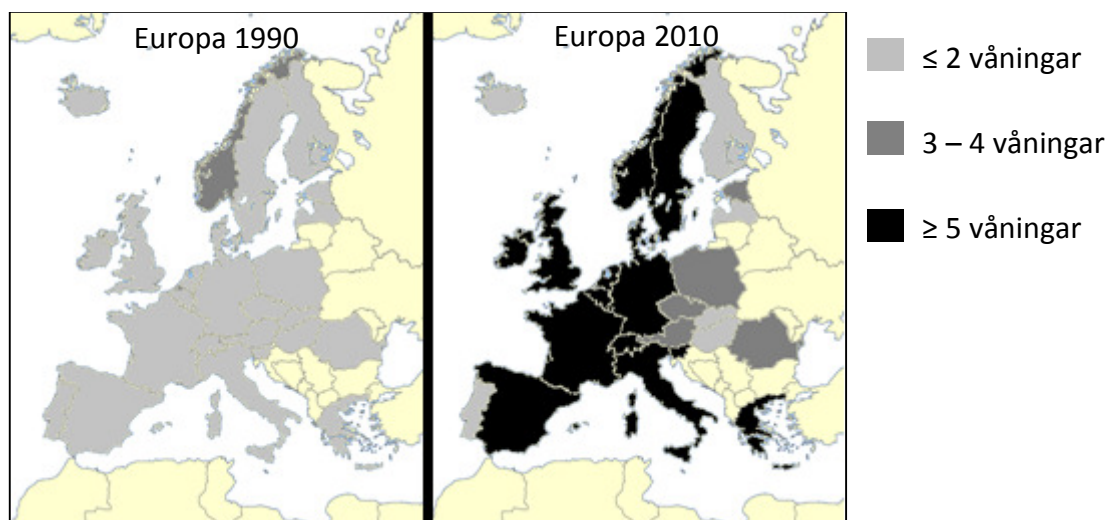 Europa 1990
Europa 2010
≤ 2 våningar
3 – 4 våningar
≥ 5 våningar